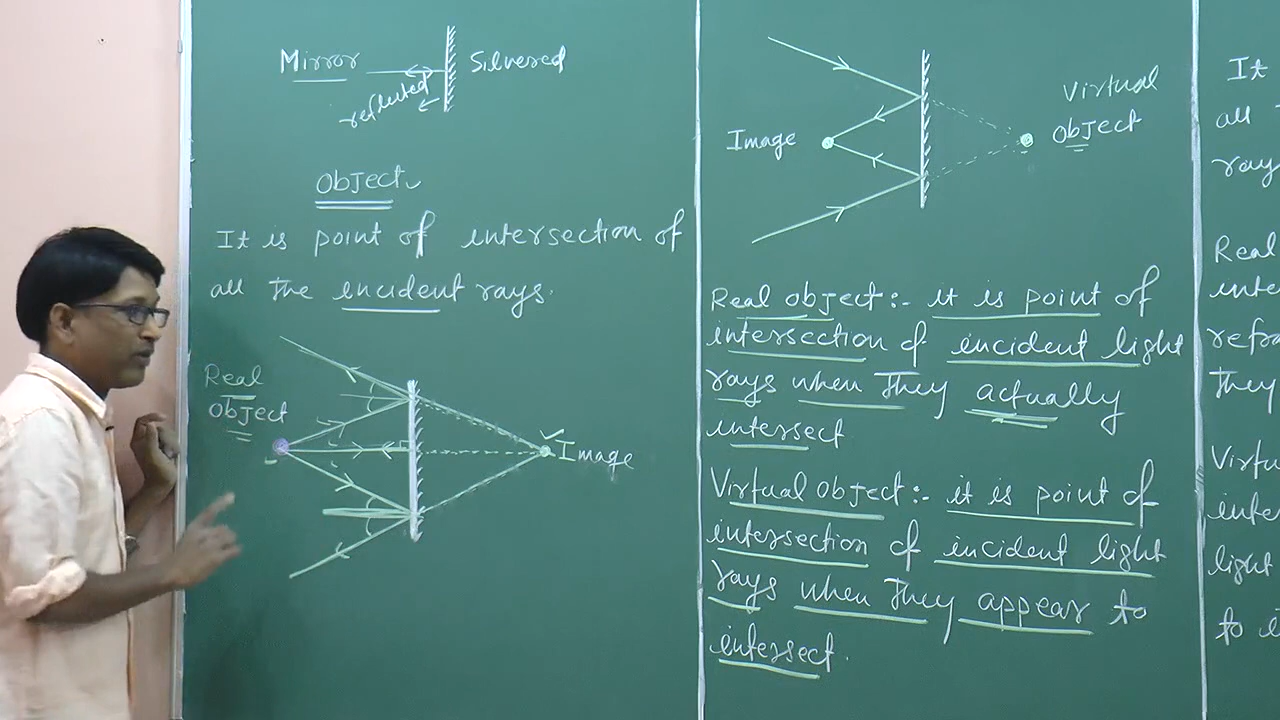 Mirror
Silvered
reflected
Object
It is point of intersection of
all the incident rays.
Real
Object
Image
Image
Virtual
Object
Real object:- it is point of
intersection of incident light
rays when They actually
intersect
Virtual object:- it is point of
intersection of incident light
rays when They appear to
intersect.
It
all
rays
Real
inte
refra
They
Virtu
inter
light
to i